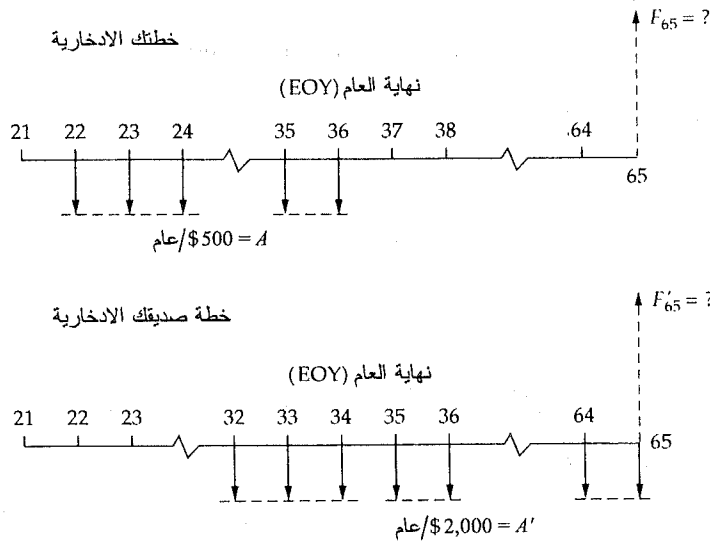 F65 = ?
خطتك الادخارية
نهاية العام (EOY)
21 22 23 24 35 36 37 38 64
65
عام/$500 = A
F′65 = ?
خطة صديقك الادخارية
نهاية العام (EOY)
21 22 23 32 33 34 35 36 64
65
عام/$2,000 = A'